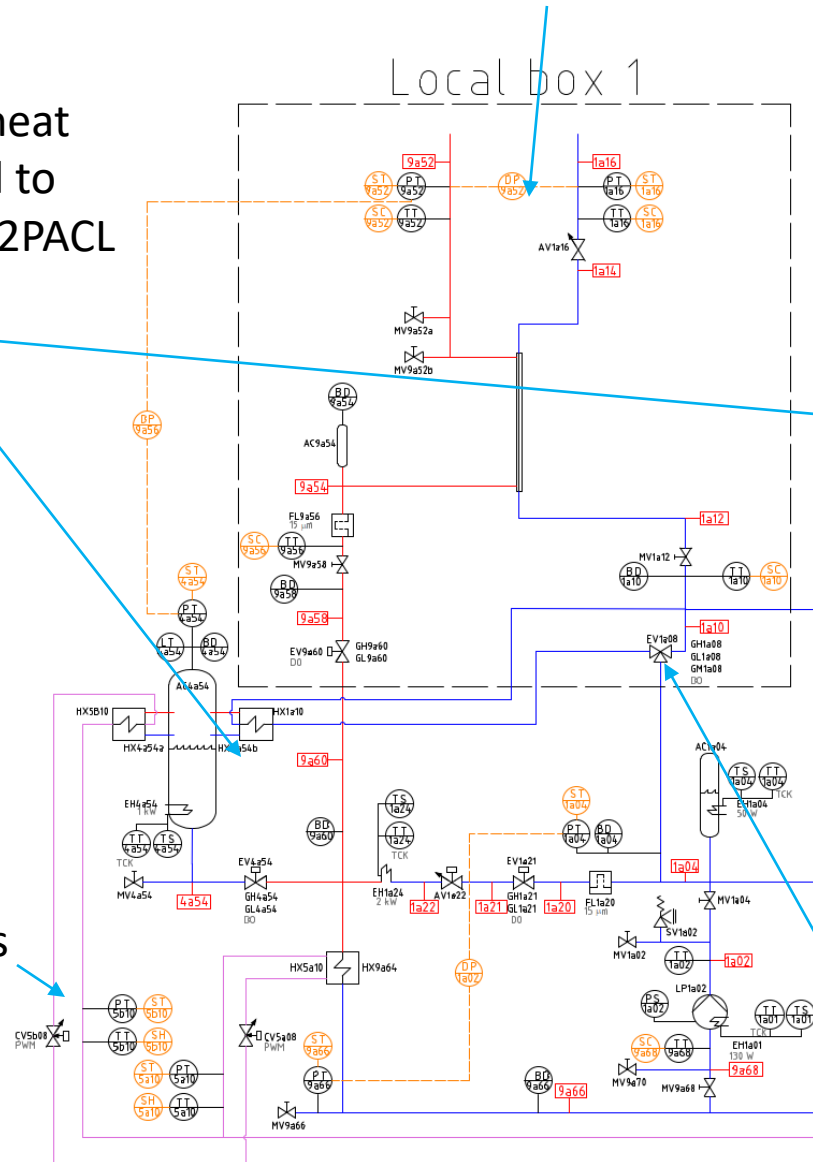 Local box 1
heat
to
2PACL
9a52
1a16
ST 9a52
PT 9a52
DP 9a52
PT 1a16
ST 1a16
SC 9a52
TT 9a52
TT 1a16
SC 1a16
AV1a16
1a14
MV9a52a
MV9a52b
BD 9a54
DP 9a56
AC9a54
9a54
1a12
FL9a56
15 µm
SC 9a56
TT 9a56
MV9a58
MV1a12
BD 1a10
TT 1a10
SC 1a10
BD 9a58
ST 4a54
PT 4a54
9a58
1a10
LT 4a54
BD 4a54
EV9a60
DO
GH9a60
GL9a60
EV1a08
GH1a08
GL1a08
GM1a08
AC4a54
HX5B10
HX1a10
HX4a54a
9a60
AC1a04
TS 1a04
TT 1a04
TCK
EH1a04
EH4a54
1 kW
TS 1a24
ST 1a04
TT 4a54
TS 4a54
TCK
BD 9a60
TT 1a24
TCK
PT 1a04
BD 1a04
EV4a54
EV1a21
1a04
MV4a54
4a54
GH4a54
GL4a54
EH1a24
2 kW
1a22
AV1a22
1a21
GH1a21
GL1a21
DO
1a20
FL1a20
15 µm
MV1a04
SV1a02
MV1a02
TT 1a02
1a02
s
HX5a10
HX9a64
DP 1a02
LP1a02
PS 1a02
TT 1a01
TS 1a01
TCK
EH1a01
130 W
PT 5b10
ST 5b10
CV5b08
PWM
TT 5b10
SH 5b10
CV5a08
PWM
ST 9a66
SC 9a68
TT 9a68
ST 5a10
PT 5a10
PT 9a66
BD 9a66
9a66
MV9a70
9a68
MV9a68
SH 5a10
TT 5a10
MV9a66